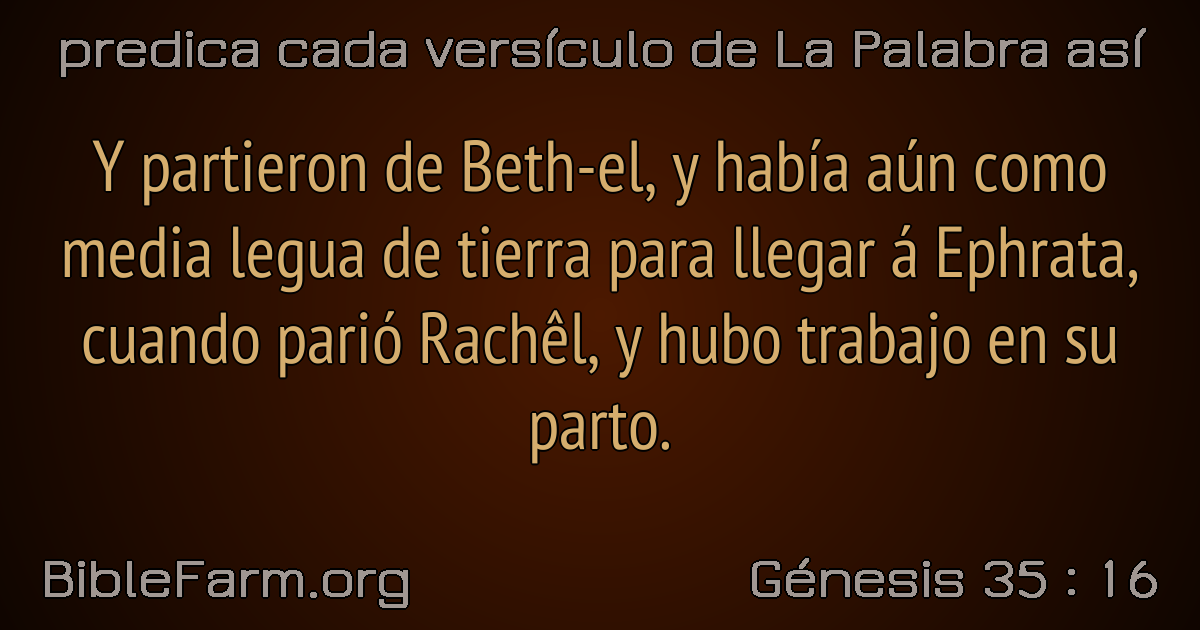 predica cada versículo de La Palabra así
Y partieron de Beth-el, y había aún como
media legua de tierra para llegar á Ephrata,
cuando parió Rachêl, y hubo trabajo en su
parto.
BibleFarm.org
Génesis 35 : 16